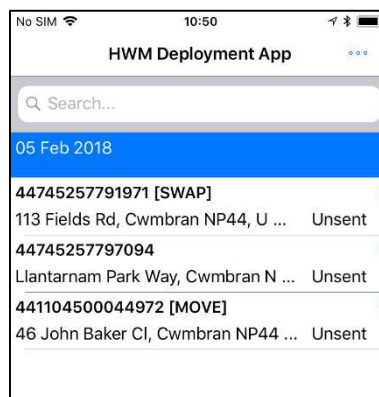 No SIM 10:50
HWM Deployment App
Search...
05 Feb 2018
44745257791971 [SWAP]
113 Fields Rd, Cwmbran NP44, U ... Unsent
44745257797094
Llantarnam Park Way, Cwmbran N ... Unsent
441104500044972 [MOVE]
46 John Baker Cl, Cwmbran NP44 ... Unsent